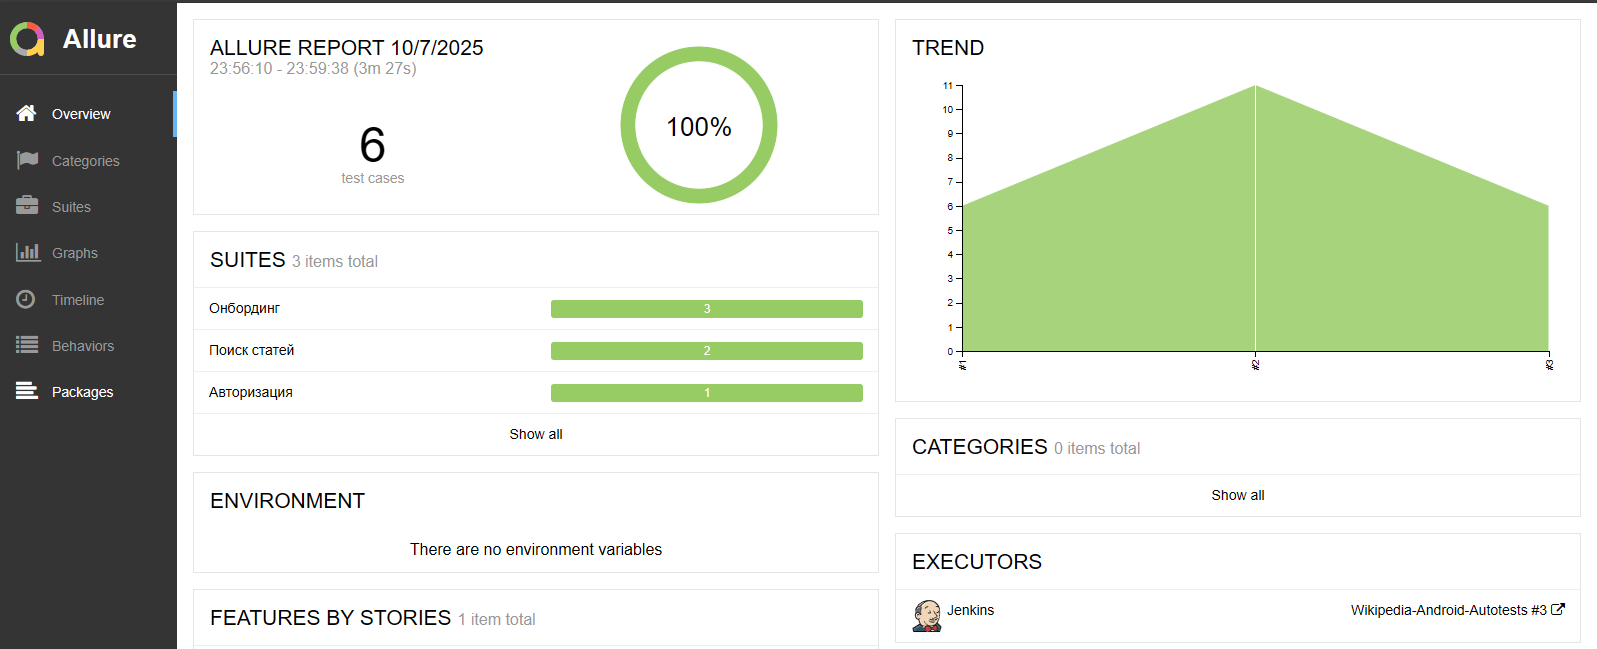 Allure
Overview
Categories
Suites
Graphs
Timeline
Behaviors
Packages
ALLURE REPORT 10/7/2025
23:56:10 - 23:59:38 (3m 27s)
6
test cases
100%
SUITES 3 items total
Онбординг 3
Поиск статей 2
Авторизация 1
Show all
ENVIRONMENT
There are no environment variables
FEATURES BY STORIES 1 item total
TREND
11
10
9
8
7
6
5
4
3
2
1
0
#1 #2 #3
CATEGORIES 0 items total
Show all
EXECUTORS
Jenkins Wikipedia-Android-Autotests #3